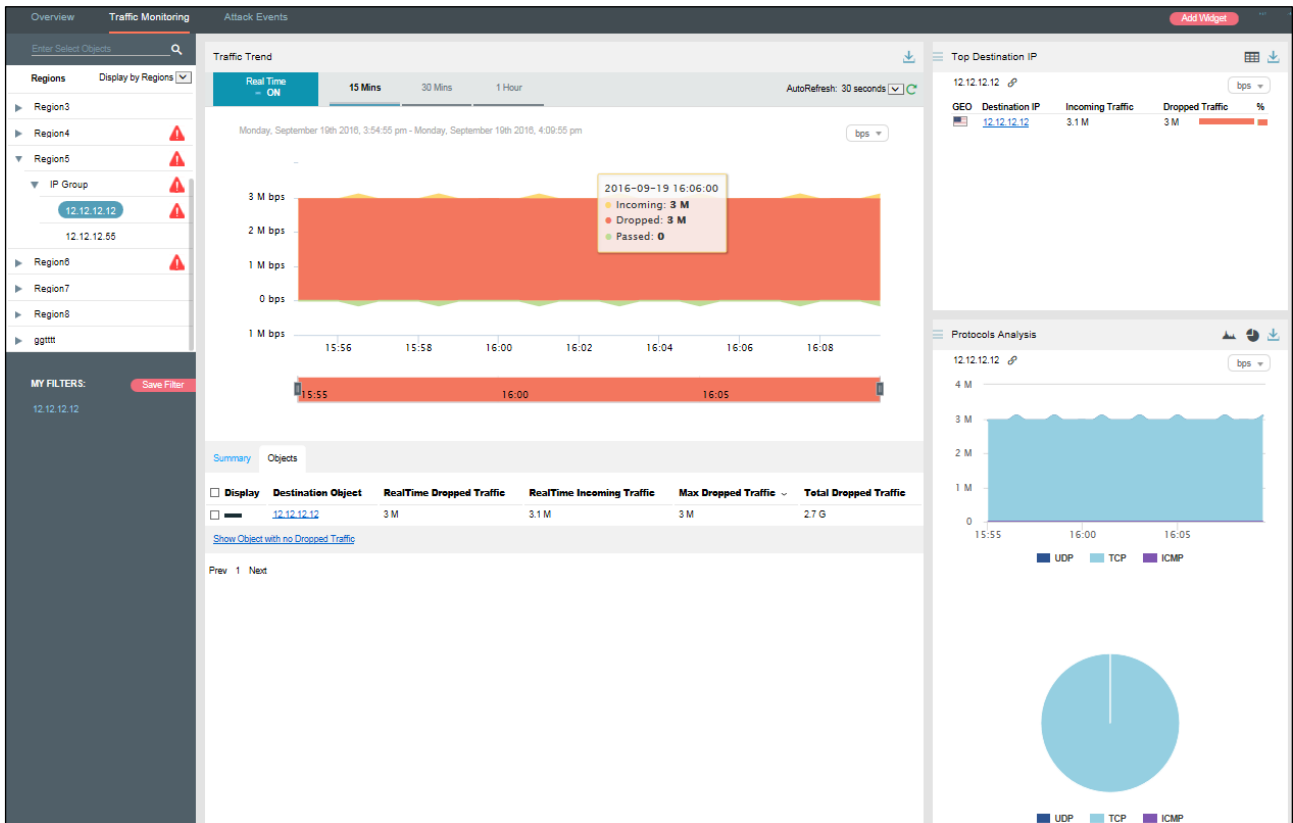 Overview Traffic Monitoring Attack Events Add Widget
Enter Select Objects
Regions Display by Regions
Region3
Region4
Region5
IP Group
12.12.12.12
12.12.12.55
Region6
Region7
Region8
ggtttt
MY FILTERS: Save Filter
12.12.12.12
Traffic Trend
Real Time
– ON
15 Mins 30 Mins 1 Hour AutoRefresh: 30 seconds
Monday, September 19th 2016, 3:54:55 pm - Monday, September 19th 2016, 4:09:55 pm bps
3 M bps
2 M bps
1 M bps
0 bps
1 M bps
2016-09-19 16:06:00
Incoming: 3 M
Dropped: 3 M
Passed: 0
15:56 15:58 16:00 16:02 16:04 16:06 16:08
15:55 16:00 16:05
Summary Objects
Display Destination Object RealTime Dropped Traffic RealTime Incoming Traffic Max Dropped Traffic Total Dropped Traffic
12.12.12.12 3 M 3.1 M 3 M 2.7 G
Show Object with no Dropped Traffic
Prev 1 Next
Top Destination IP
12.12.12.12 bps
GEO Destination IP Incoming Traffic Dropped Traffic %
12.12.12.12 3.1 M 3 M
Protocols Analysis
12.12.12.12 bps
4 M
3 M
2 M
1 M
0
15:55 16:00 16:05
UDP TCP ICMP
UDP TCP ICMP